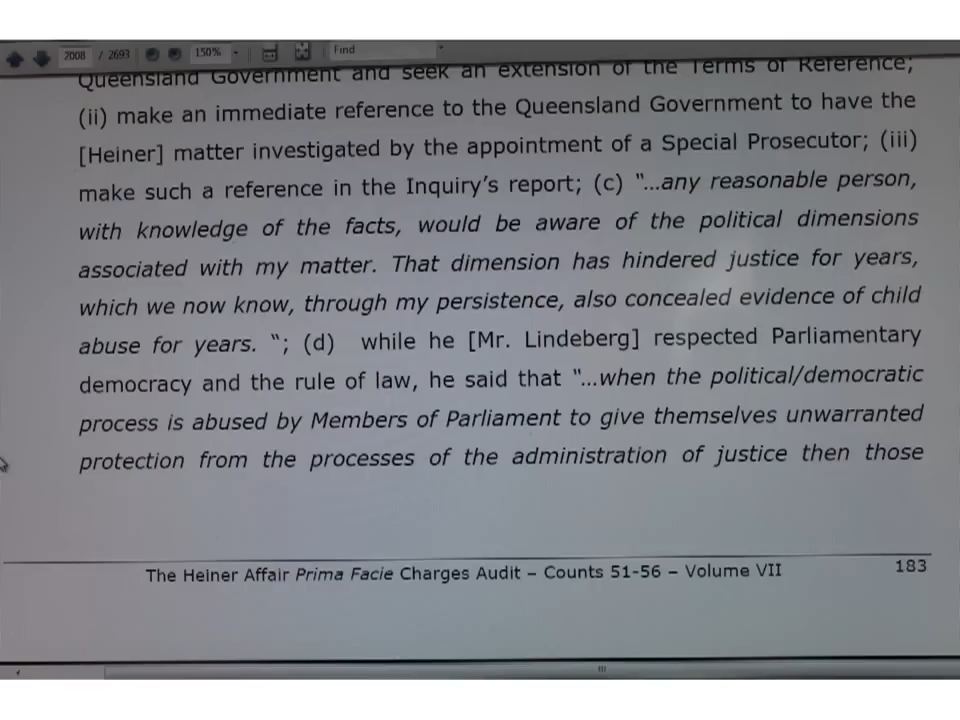 2008 / 2693 150% Find
Queensland Government and seek an extension of the Terms of Reference;
(ii) make an immediate reference to the Queensland Government to have the
[Heiner] matter investigated by the appointment of a Special Prosecutor; (iii)
make such a reference in the Inquiry's report; (c) "...any reasonable person,
with knowledge of the facts, would be aware of the political dimensions
associated with my matter. That dimension has hindered justice for years,
which we now know, through my persistence, also concealed evidence of child
abuse for years. "; (d) while he [Mr. Lindeberg] respected Parliamentary
democracy and the rule of law, he said that "...when the political/democratic
process is abused by Members of Parliament to give themselves unwarranted
protection from the processes of the administration of justice then those
The Heiner Affair Prima Facie Charges Audit – Counts 51-56 – Volume VII 183